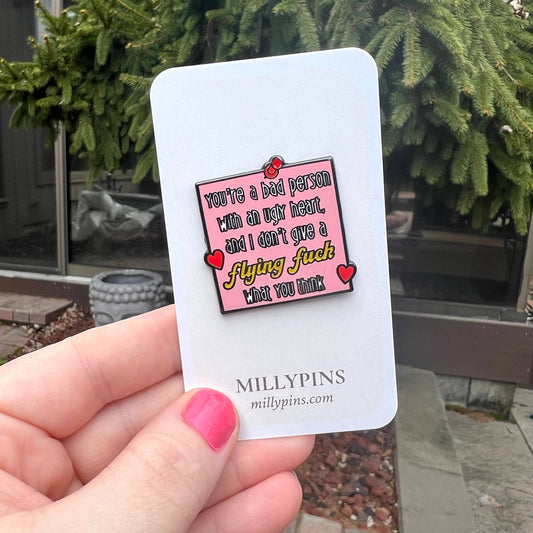 You're a bad person
with an ugly heart,
and I don't give a
flying fuck
what you think
MILLYPINS
millypins.com